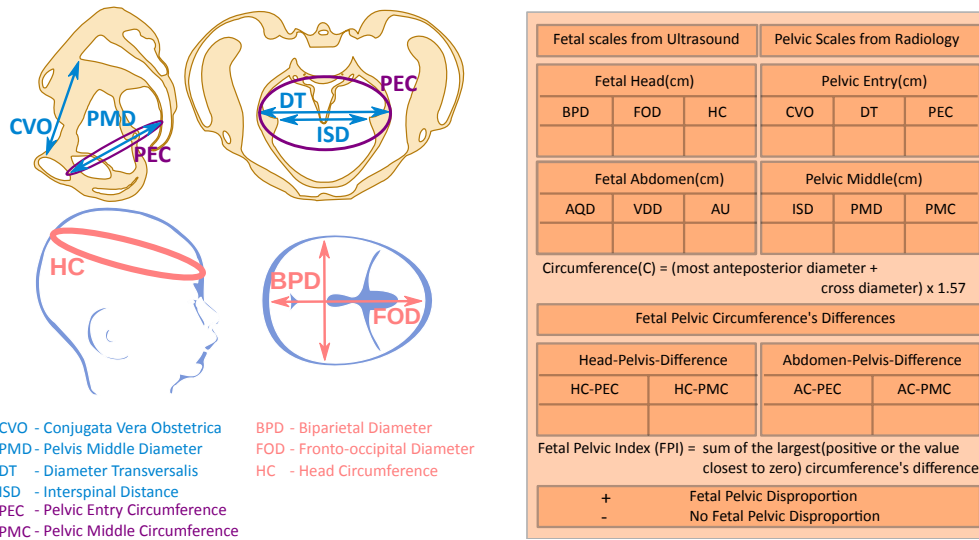 CVO
PMD
PEC
DT
ISD
PEC
HC
BPD
FOD
CVO - Conjugata Vera Obstetrica
PMD - Pelvis Middle Diameter
DT - Diameter Transversalis
ISD - Interspinal Distance
PEC - Pelvic Entry Circumference
PMC - Pelvic Middle Circumference
BPD - Biparietal Diameter
FOD - Fronto-occipital Diameter
HC - Head Circumference
Fetal scales from Ultrasound
Pelvic Scales from Radiology
Fetal Head(cm)
Pelvic Entry(cm)
BPD FOD HC CVO DT PEC
Fetal Abdomen(cm)
Pelvic Middle(cm)
AQD VDD AU ISD PMD PMC
Circumference(C) = (most anteposterior diameter +
cross diameter) x 1.57
Fetal Pelvic Circumference's Differences
Head-Pelvis-Difference
Abdomen-Pelvis-Difference
HC-PEC HC-PMC AC-PEC AC-PMC
Fetal Pelvic Index (FPI) = sum of the largest(positive or the value
closest to zero) circumference's difference
+ Fetal Pelvic Disproportion
- No Fetal Pelvic Disproportion